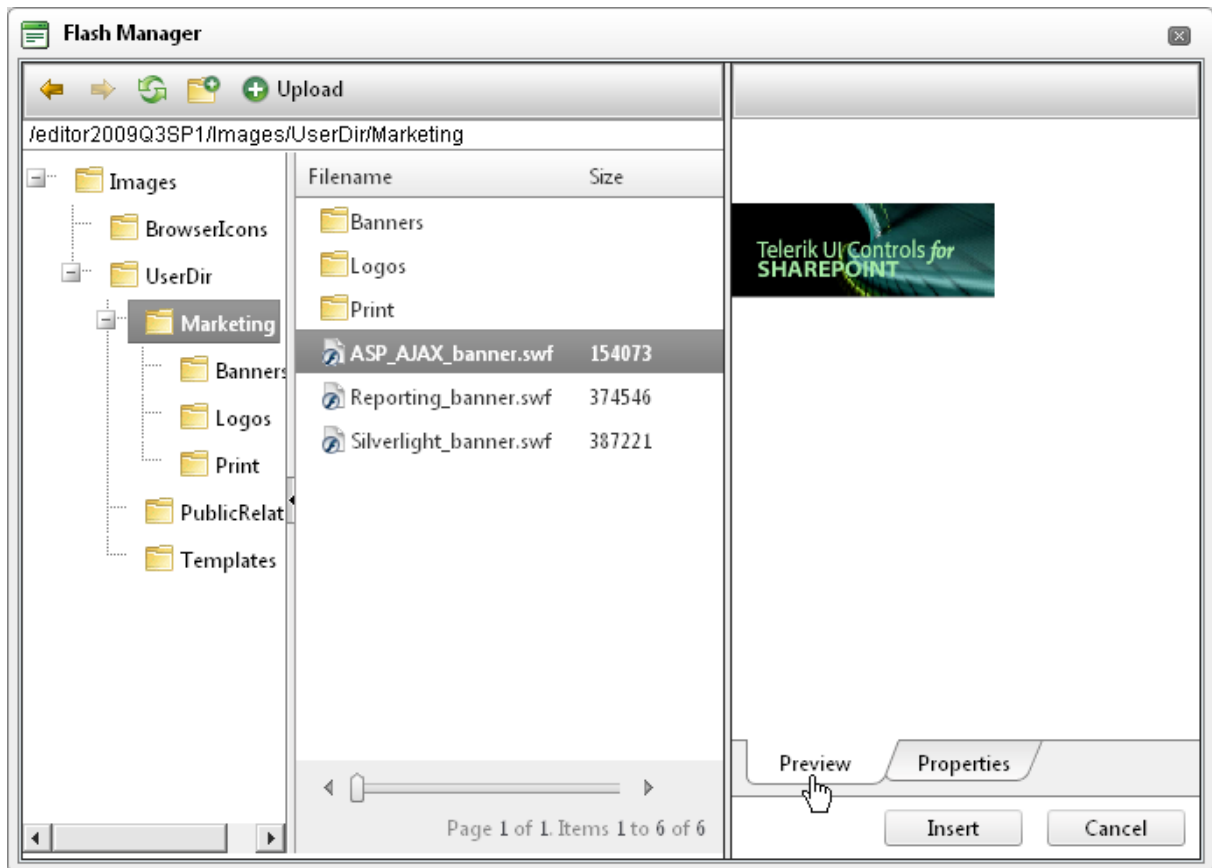 Flash Manager
Upload
/editor2009Q3SP1/Images/UserDir/Marketing
Images
BrowserIcons
UserDir
Marketing
Banners
Logos
Print
PublicRelat
Templates
Filename Size
Banners
Logos
Print
ASP_AJAX_banner.swf 154073
Reporting_banner.swf 374546
Silverlight_banner.swf 387221
Page 1 of 1. Items 1 to 6 of 6
Telerik UI Controls for
SHAREPOINT
Preview Properties
Insert Cancel